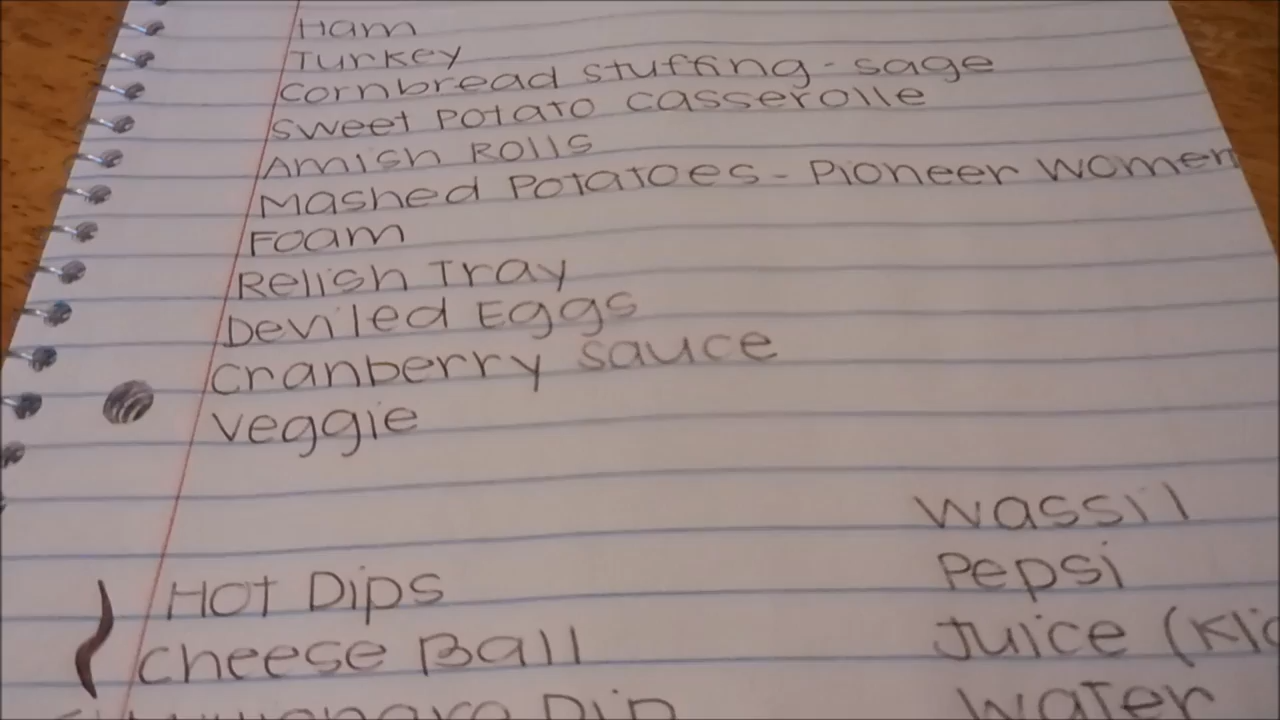 Ham
Turkey
Cornbread stuffing - sage
Sweet Potato Casserolle
Amish Rolls
Mashed Potatoes - Pioneer Women
Foam
Relish Tray
Deviled Eggs
Cranberry Sauce
Veggie
Wassil
Pepsi
Hot Dips
Juice (
Cheese Ball
Water
Dip